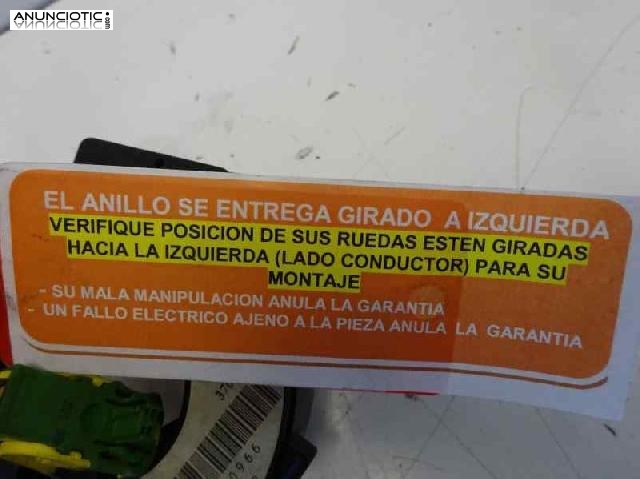 ANUNCIOTIC.com
EL ANILLO SE ENTREGA GIRADO A IZQUIERDA
VERIFIQUE POSICION DE SUS RUEDAS ESTEN GIRADAS
HACIA LA IZQUIERDA (LADO CONDUCTOR) PARA SU
MONTAJE
- SU MALA MANIPULACION ANULA LA GARANTIA
- UN FALLO ELECTRICO AJENO A LA PIEZA ANULA LA GARANTIA